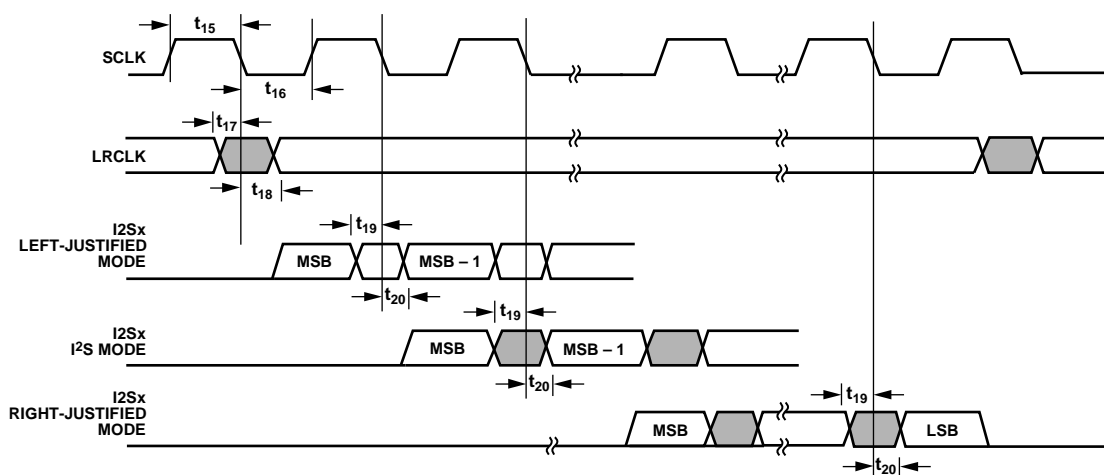 t15
SCLK
t16
t17
LRCLK
t18
I2Sx
LEFT-JUSTIFIED
MODE
t19
MSB
MSB – 1
t20
I2Sx
I²S MODE
t19
MSB
MSB – 1
t20
I2Sx
RIGHT-JUSTIFIED
MODE
t19
MSB
LSB
t20